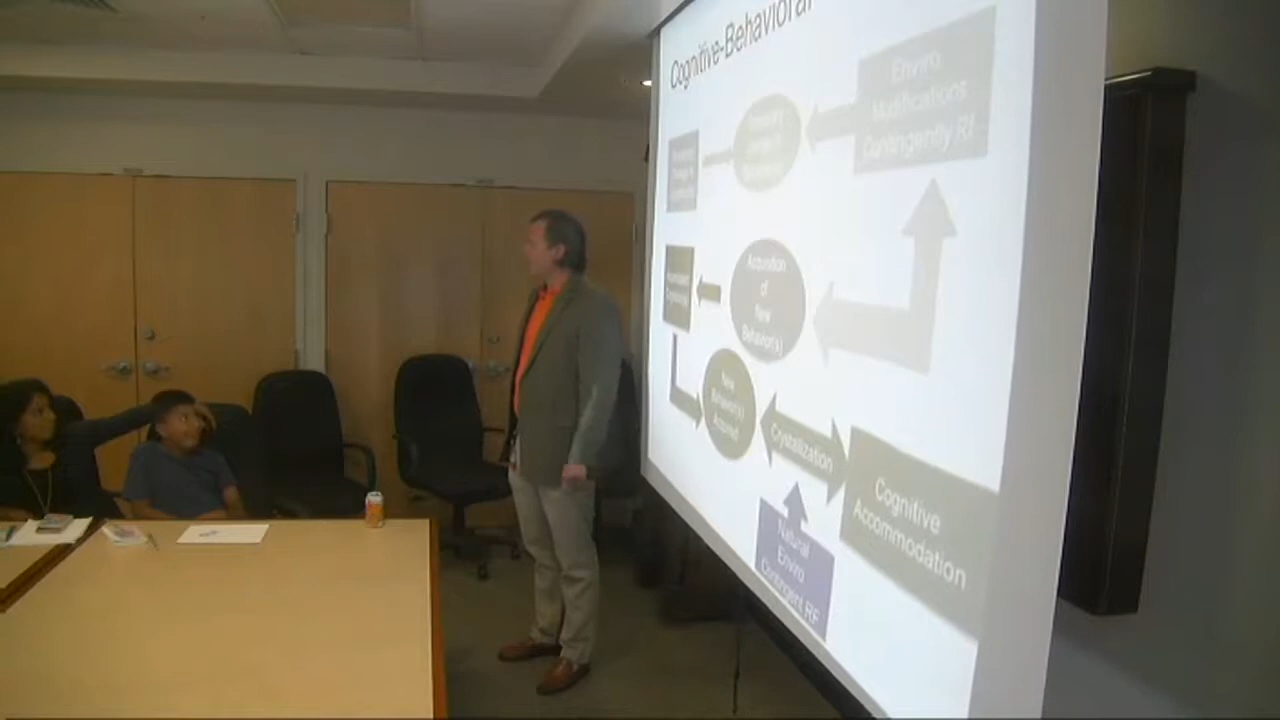 Cognitive-Behavioral
Enviro
Modifications
Contingently Rf
Acquisition
of
New
Behavior(s)
New
Behavior(s)
Acquired
Crystallization
Cognitive
Accommodation
Natural
Enviro
Contingent RF